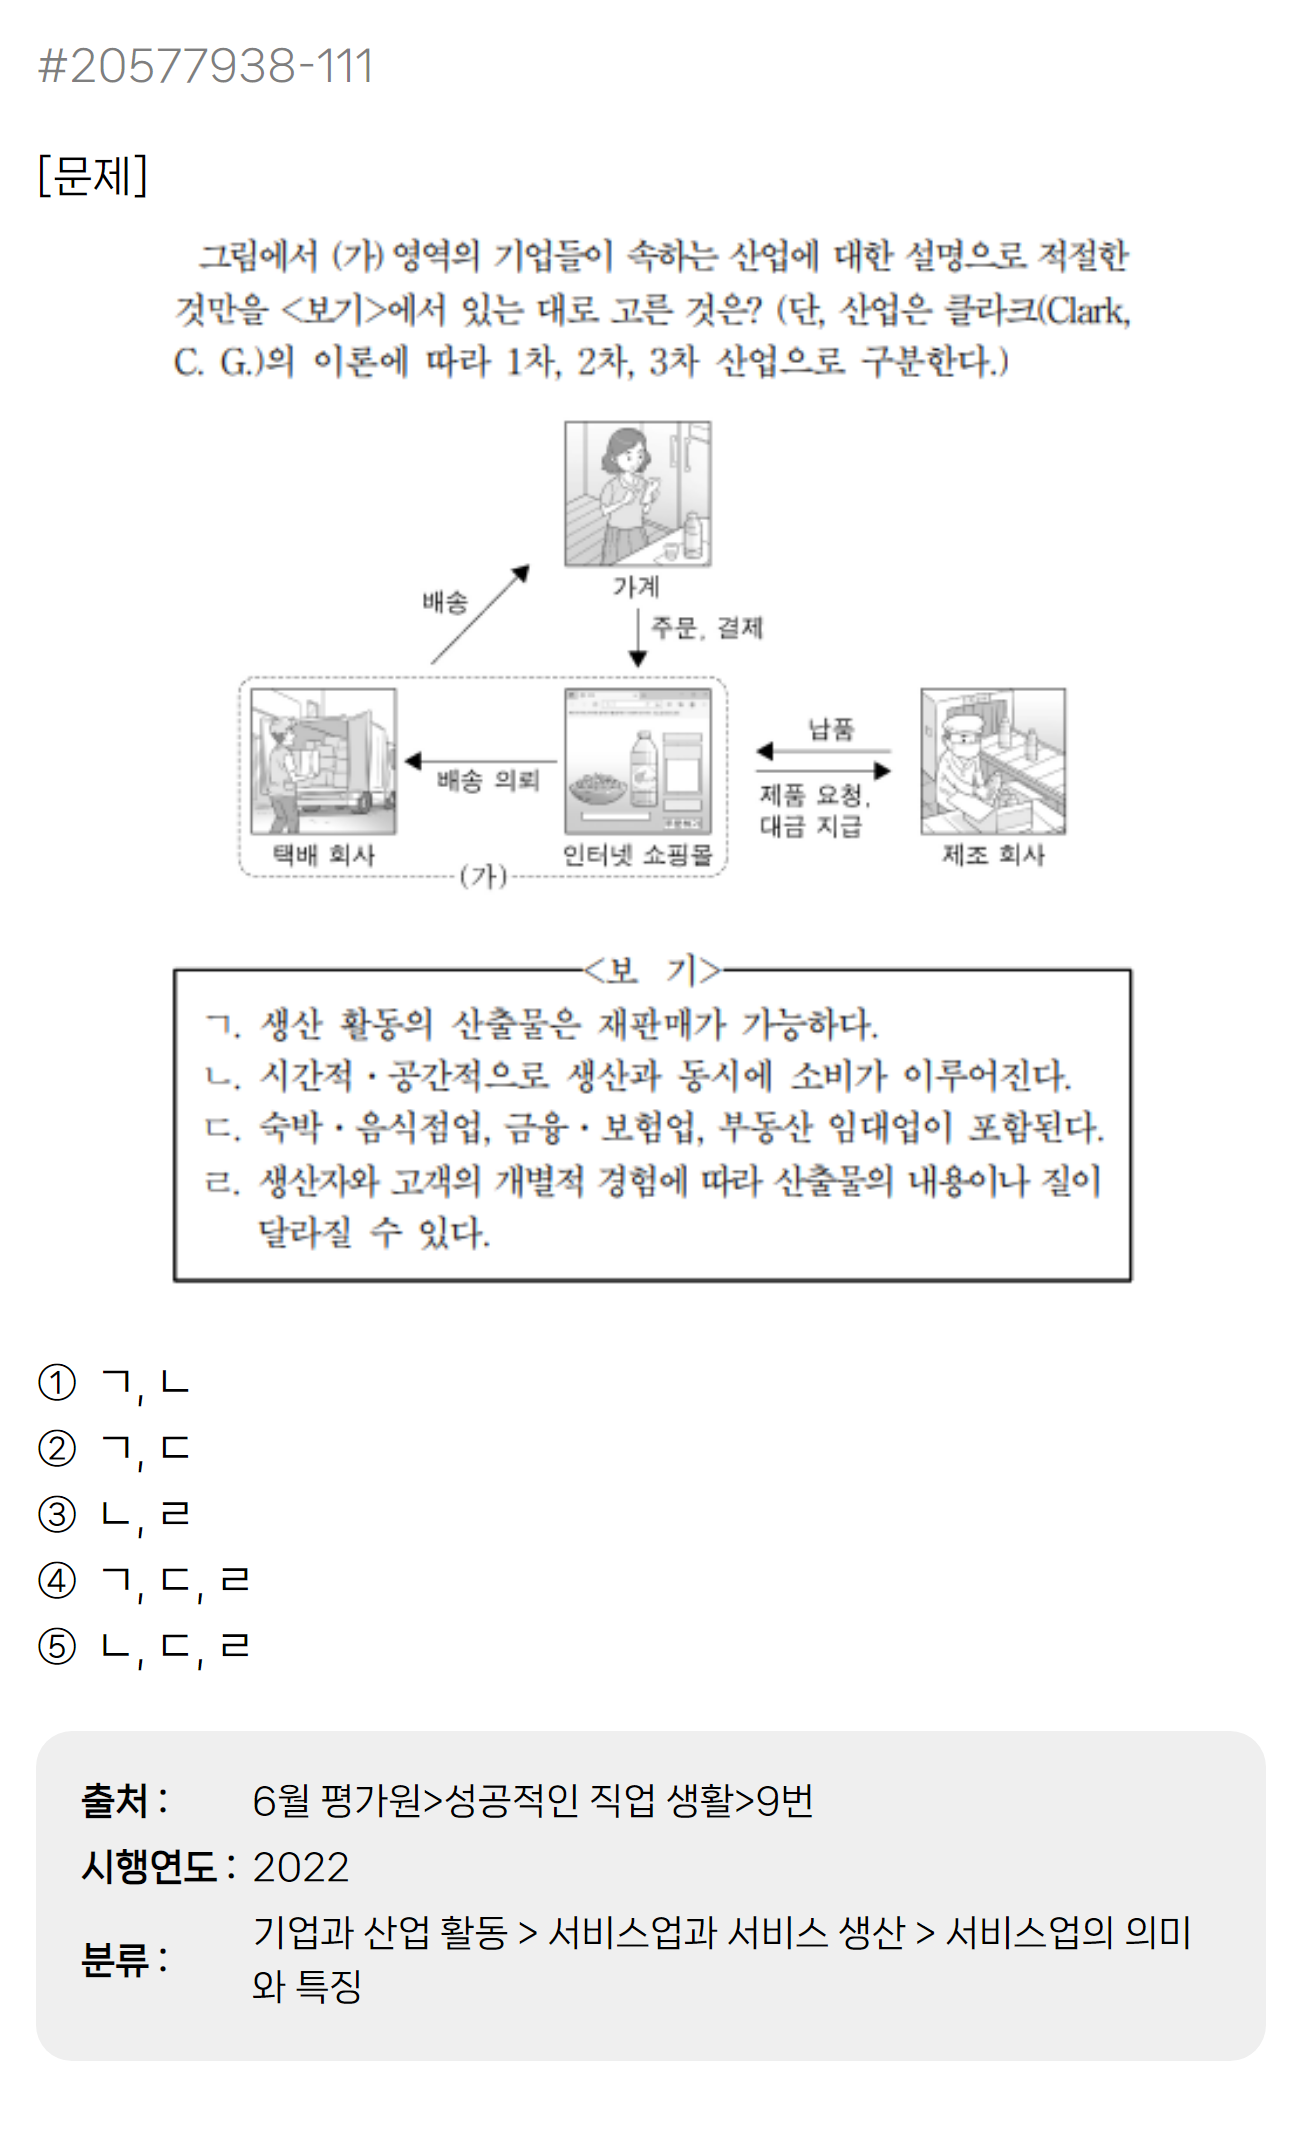 #20577938-111
[문제]
그림에서 (가) 영역의 기업들이 속하는 산업에 대한 설명으로 적절한
것만을 <보기>에서 있는 대로 고른 것은? (단, 산업은 클라크(Clark,
C. G.)의 이론에 따라 1차, 2차, 3차 산업으로 구분한다.)
가계
배송
주문, 결제
납품
배송 의뢰
제품 요청,
대금 지급
택배 회사
인터넷 쇼핑몰
제조 회사
(가)
<보 기>
ㄱ. 생산 활동의 산출물은 재판매가 가능하다.
ㄴ. 시간적·공간적으로 생산과 동시에 소비가 이루어진다.
ㄷ. 숙박·음식점업, 금융·보험업, 부동산 임대업이 포함된다.
ㄹ. 생산자와 고객의 개별적 경험에 따라 산출물의 내용이나 질이
달라질 수 있다.
① ㄱ, ㄴ
② ㄱ, ㄷ
③ ㄴ, ㄹ
④ ㄱ, ㄷ, ㄹ
⑤ ㄴ, ㄷ, ㄹ
출처 : 6월 평가원>성공적인 직업 생활>9번
시행연도 : 2022
분류 : 기업과 산업 활동 > 서비스업과 서비스 생산 > 서비스업의 의미
와 특징